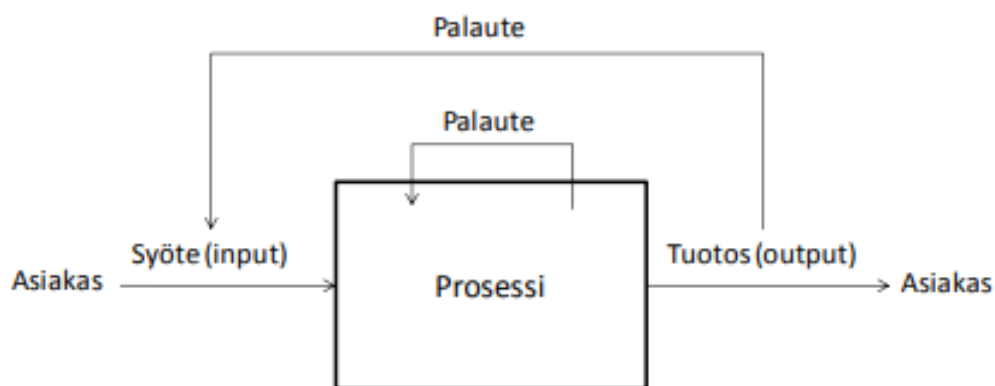 Palaute
Palaute
Syöte (input)
Tuotos (output)
Asiakas
Prosessi
Asiakas